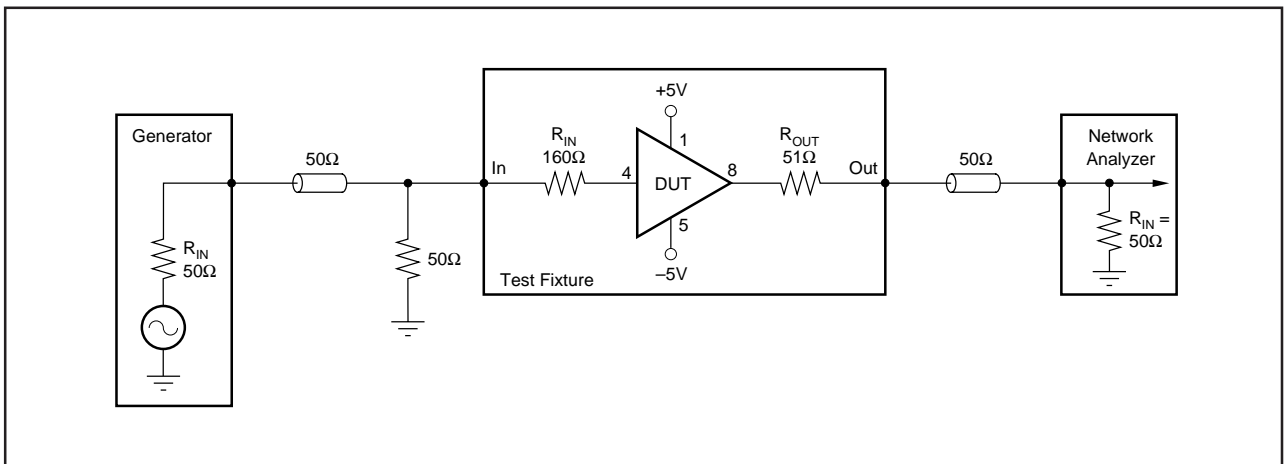 Generator
R_IN
50Ω
50Ω
50Ω
In
R_IN
160Ω
+5V
1
4
DUT
8
5
–5V
R_OUT
51Ω
Out
Test Fixture
50Ω
Network
Analyzer
R_IN =
50Ω